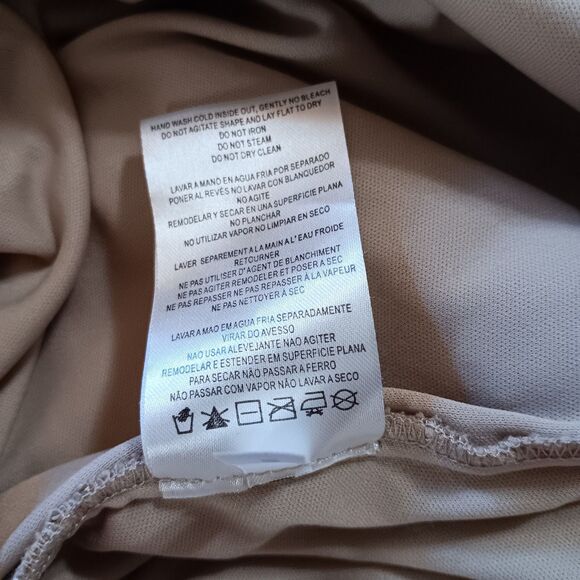 HAND WASH COLD INSIDE OUT, GENTLY NO BLEACH
DO NOT AGITATE SHAPE AND LAY FLAT TO DRY
DO NOT IRON
DO NOT STEAM
DO NOT DRY CLEAN
LAVAR A MANO EN AGUA FRIA POR SEPARADO
PONER AL REVÉS NO LAVAR CON BLANQUEDOR
NO AGITE
REMODELAR Y SECAR EN UNA SUPERFICIE PLANA
NO PLANCHAR
NO UTILIZAR VAPOR NO LIMPIAR EN SECO
LAVER SEPAREMENT A LA MAIN A L' EAU FROIDE
RETOURNER
NE PAS UTILISER D'AGENT DE BLANCHIMENT
NE PAS AGITER REMODELER ET POSER A SÉC
NE PAS REPASSER NE PAS REPASSER À LA VAPEUR
NE PAS NETTOYER À SÉC
LAVAR A MAO EM AGUA FRIA SEPARADAMENTE
VIRAR DO AVESSO
NAO USAR ALEVEJANTE NAO AGITER
REMODELAR E ESTENDER EM SUPERFICIE PLANA
PARA SECAR NÃO PASSAR A FERRO
NÃO PASSAR COM VAPOR NÃO LAVAR A SECO